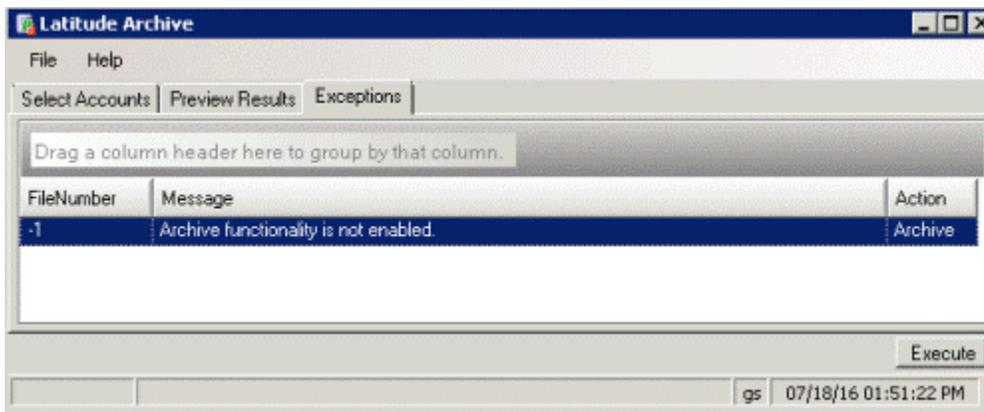 Latitude Archive
File Help
Select Accounts Preview Results Exceptions
Drag a column header here to group by that column.
FileNumber Message Action
-1 Archive functionality is not enabled. Archive
Execute
gs 07/18/16 01:51:22 PM